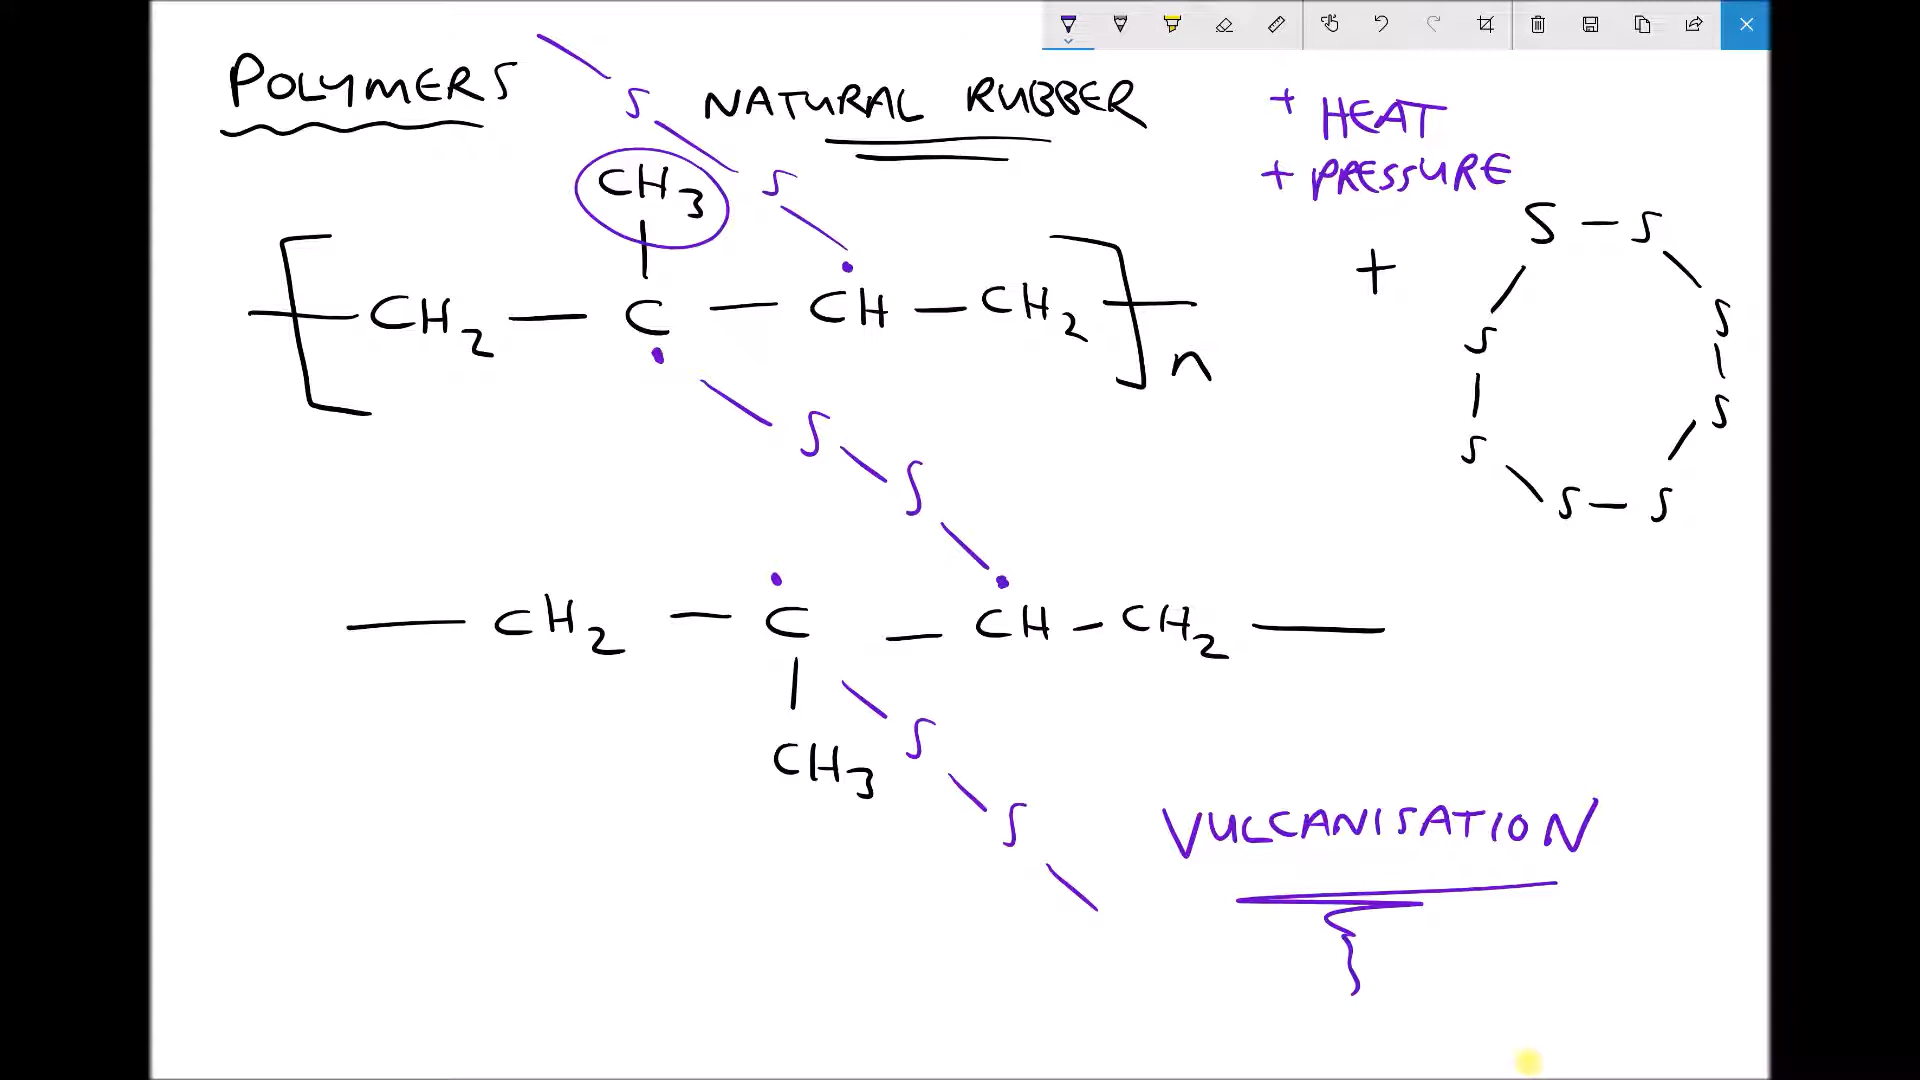 POLYMERS
NATURAL RUBBER
+ HEAT
+ PRESSURE
S
S
CH3
CH2 — C — CH — CH2 n
+
S — S
S
S
S
S
S — S
S
S
— CH2 — C — CH — CH2 —
CH3
S
S
VULCANISATION